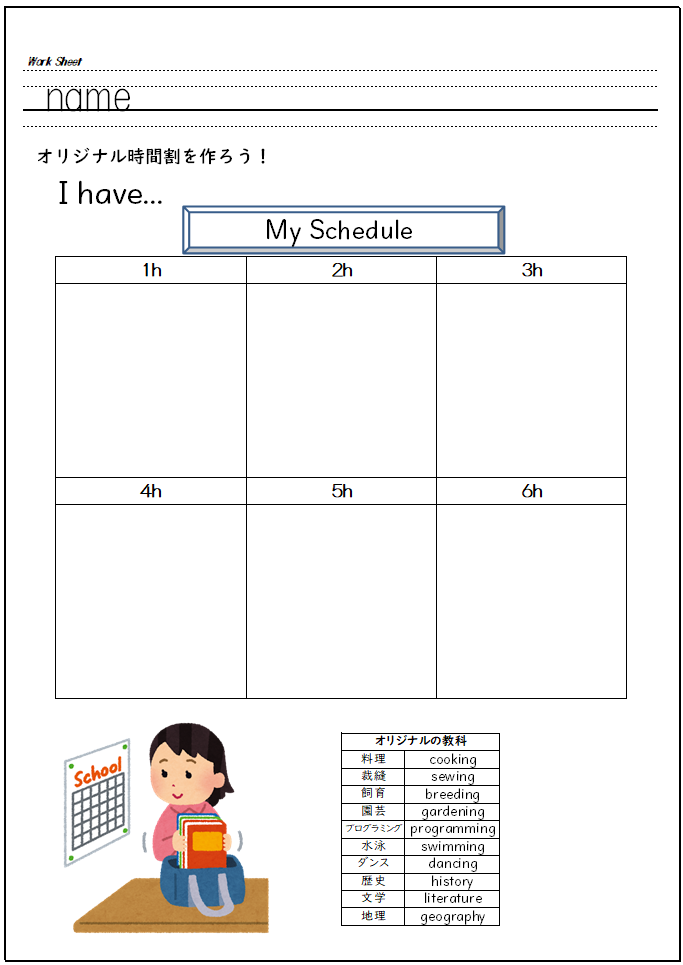 Work Sheet
name
オリジナル時間割を作ろう！
I have...
My Schedule
1h 2h 3h
4h 5h 6h
School
オリジナルの教科
料理 cooking
裁縫 sewing
飼育 breeding
園芸 gardening
プログラミング programming
水泳 swimming
ダンス dancing
歴史 history
文学 literature
地理 geography